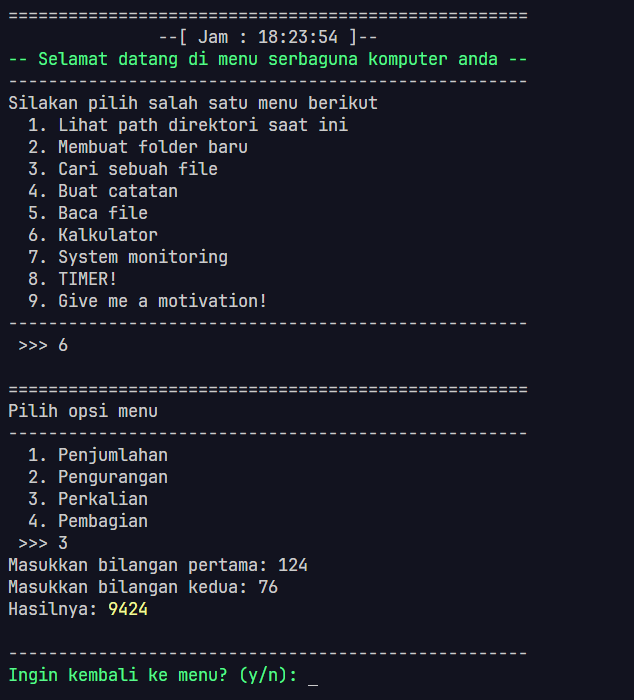 ====================================================
--[ Jam : 18:23:54 ]--
-- Selamat datang di menu serbaguna komputer anda --
----------------------------------------------------
Silakan pilih salah satu menu berikut
1. Lihat path direktori saat ini
2. Membuat folder baru
3. Cari sebuah file
4. Buat catatan
5. Baca file
6. Kalkulator
7. System monitoring
8. TIMER!
9. Give me a motivation!
----------------------------------------------------
>>> 6
====================================================
Pilih opsi menu
----------------------------------------------------
1. Penjumlahan
2. Pengurangan
3. Perkalian
4. Pembagian
>>> 3
Masukkan bilangan pertama: 124
Masukkan bilangan kedua: 76
Hasilnya: 9424
----------------------------------------------------
Ingin kembali ke menu? (y/n): _